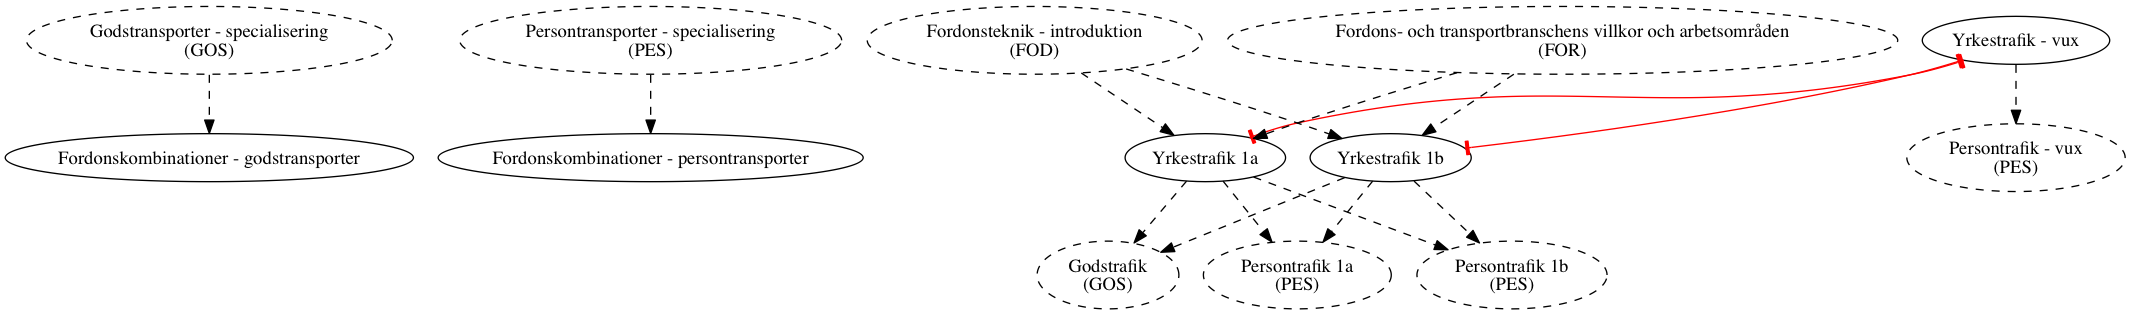 Godstransporter - specialisering
(GOS)
Persontransporter - specialisering
(PES)
Fordonsteknik - introduktion
(FOD)
Fordons- och transportbranschens villkor och arbetsområden
(FOR)
Yrkestrafik - vux
Fordonskombinationer - godstransporter
Fordonskombinationer - persontransporter
Yrkestrafik 1a
Yrkestrafik 1b
Persontrafik - vux
(PES)
Godstrafik
(GOS)
Persontrafik 1a
(PES)
Persontrafik 1b
(PES)